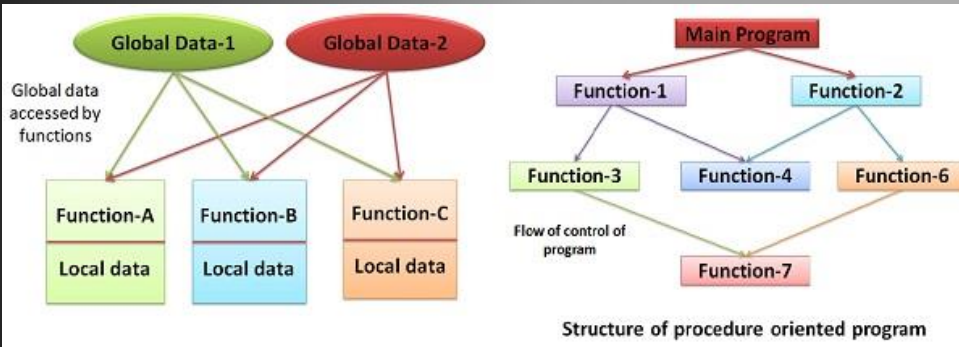 Global Data-1
Global Data-2
Global data
accessed by
functions
Function-A
Function-B
Function-C
Local data
Local data
Local data
Main Program
Function-1
Function-2
Function-3
Function-4
Function-6
Flow of control of
program
Function-7
Structure of procedure oriented program